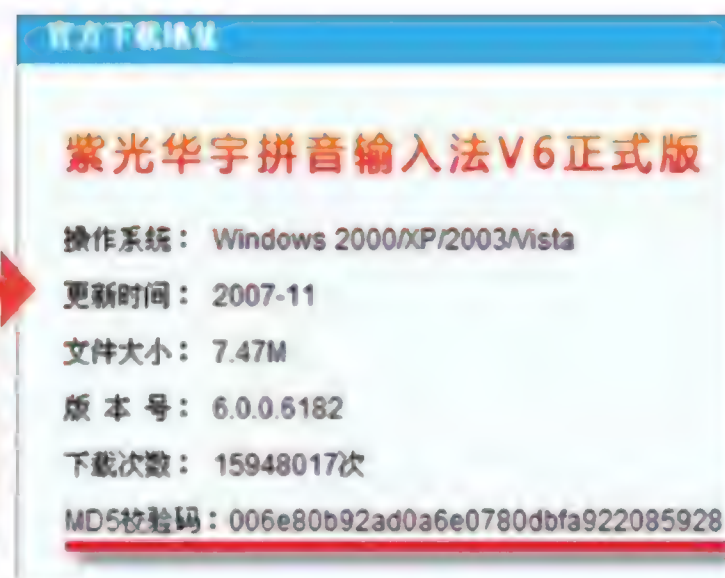 官方下载地址
紫光华宇拼音输入法V6正式版
操作系统： Windows 2000/XP/2003/Vista
更新时间： 2007-11
文件大小： 7.47M
版 本 号： 6.0.0.6182
下载次数： 15948017次
MD5校验码：006e80b92ad0a6e0780dbfa922085928